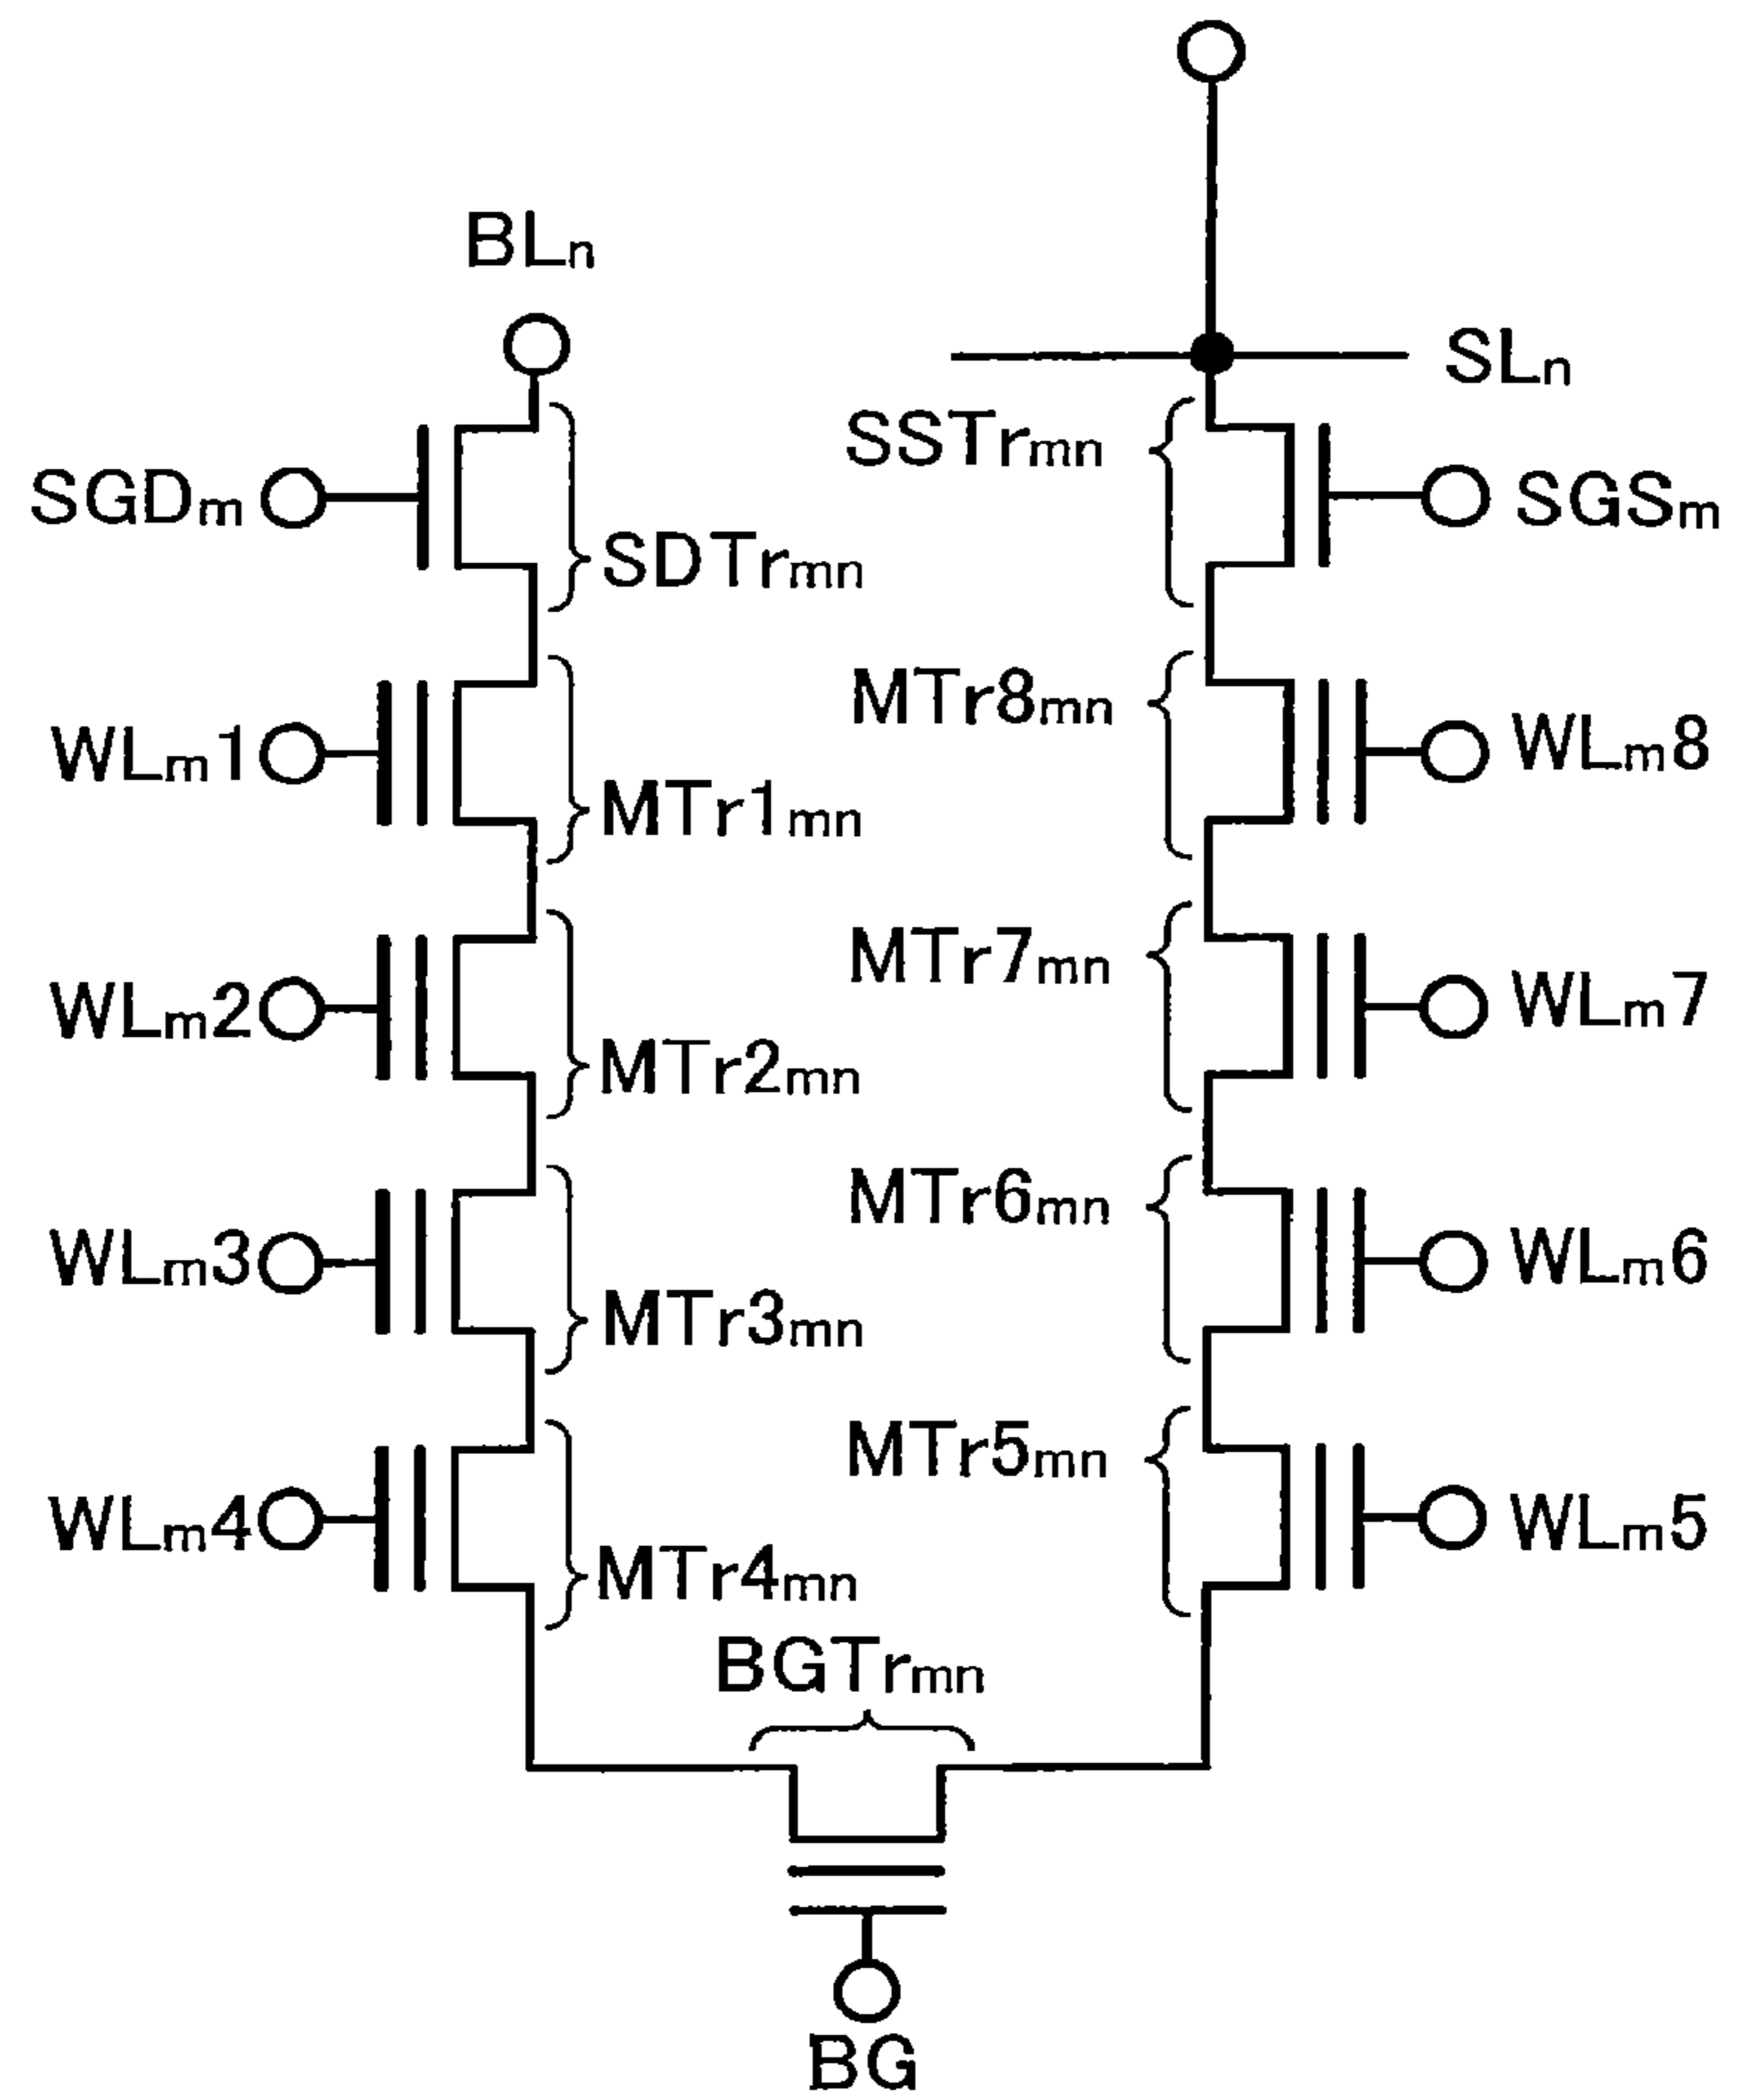 BLn
SLn
SSTrmn
SGDm
SGSm
SDTrmn
MTr8mn
WLm1
WLm8
MTr1mn
MTr7mn
WLm2
WLm7
MTr2mn
MTr6mn
WLm3
WLm6
MTr3mn
MTr5mn
WLm4
WLm5
MTr4mn
BGTrmn
BG